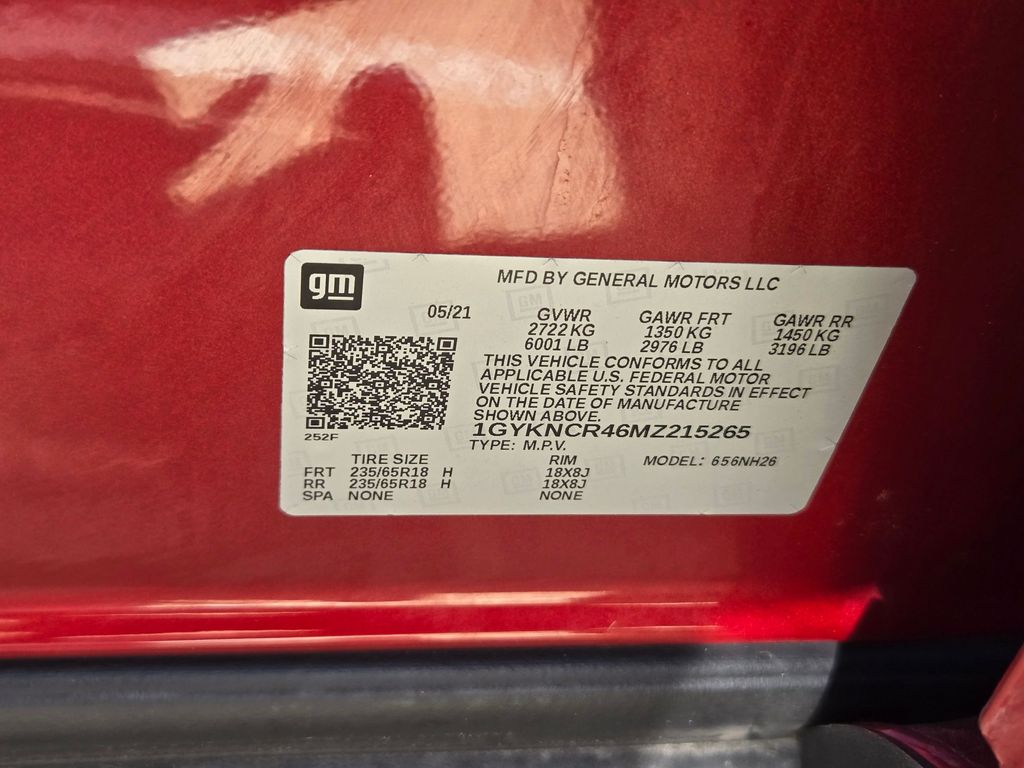 gm
MFD BY GENERAL MOTORS LLC
05/21
GVWR GAWR FRT GAWR RR
2722 KG 1350 KG 1450 KG
6001 LB 2976 LB 3196 LB
THIS VEHICLE CONFORMS TO ALL
APPLICABLE U.S. FEDERAL MOTOR
VEHICLE SAFETY STANDARDS IN EFFECT
ON THE DATE OF MANUFACTURE
SHOWN ABOVE.
1GYKNCR46MZ215265
252F
TYPE: M.P.V.
TIRE SIZE RIM MODEL: 656NH26
FRT 235/65R18 H 18X8J
RR 235/65R18 H 18X8J
SPA NONE NONE